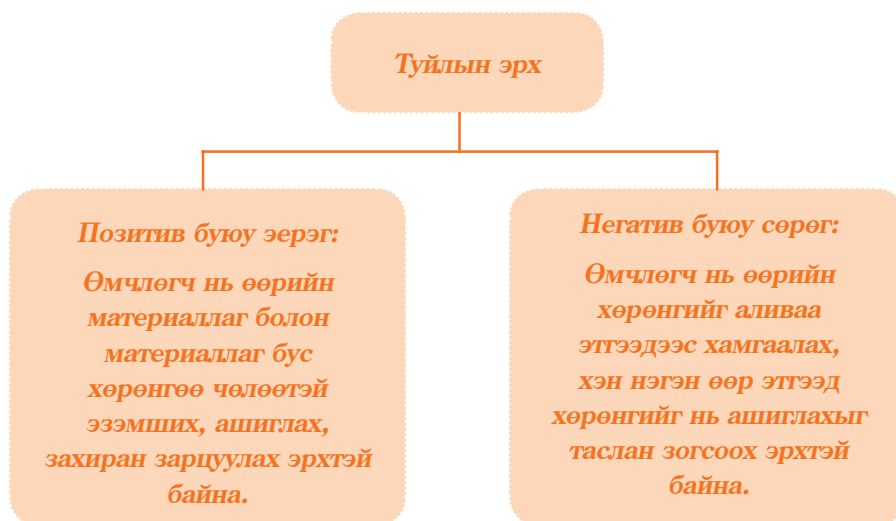 Туйлын эрх
Позитив буюу эерэг:
Өмчлөгч нь өөрийн
материаллаг болон
материаллаг бус
хөрөнгөө чөлөөтэй
эзэмших, ашиглах,
захиран зарцуулах эрхтэй
байна.
Негатив буюу сөрөг:
Өмчлөгч нь өөрийн
хөрөнгийг аливаа
этгээдээс хамгаалах,
хэн нэгэн өөр этгээд
хөрөнгийг нь ашиглахыг
таслан зогсоох эрхтэй
байна.